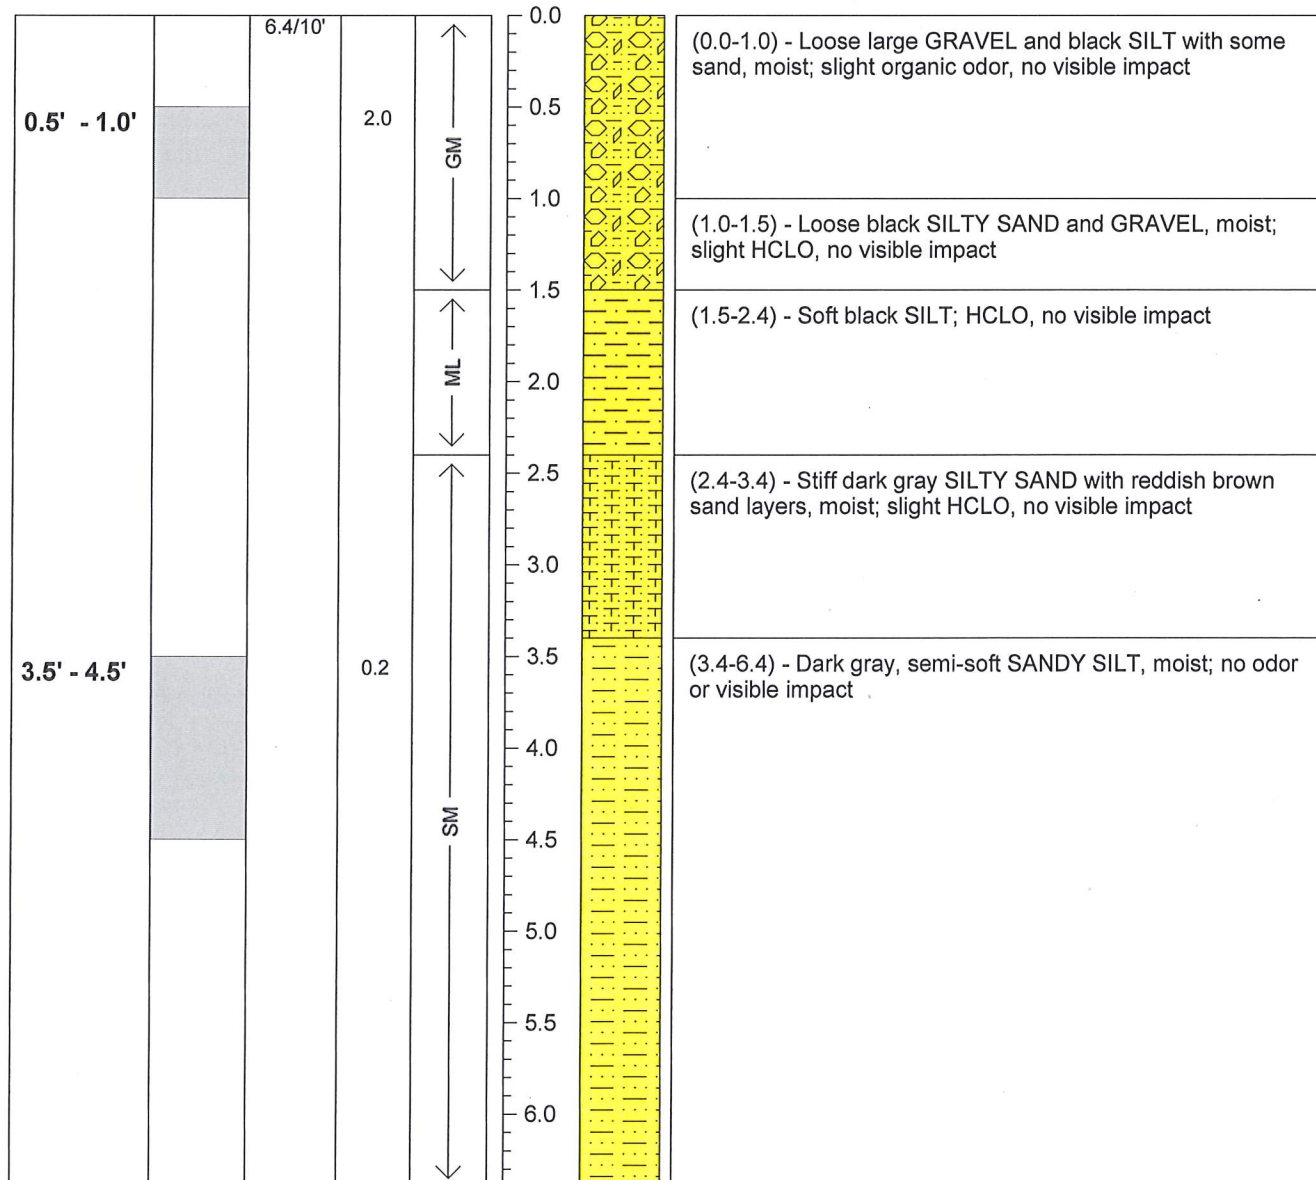 6.4/10'
0.0
(0.0-1.0) - Loose large GRAVEL and black SILT with some
sand, moist; slight organic odor, no visible impact
0.5' - 1.0'
2.0
GM
0.5
1.0
(1.0-1.5) - Loose black SILTY SAND and GRAVEL, moist;
slight HCLO, no visible impact
1.5
(1.5-2.4) - Soft black SILT; HCLO, no visible impact
ML
2.0
2.5
(2.4-3.4) - Stiff dark gray SILTY SAND with reddish brown
sand layers, moist; slight HCLO, no visible impact
3.0
3.5' - 4.5'
0.2
3.5
(3.4-6.4) - Dark gray, semi-soft SANDY SILT, moist; no odor
or visible impact
4.0
SM
4.5
5.0
5.5
6.0